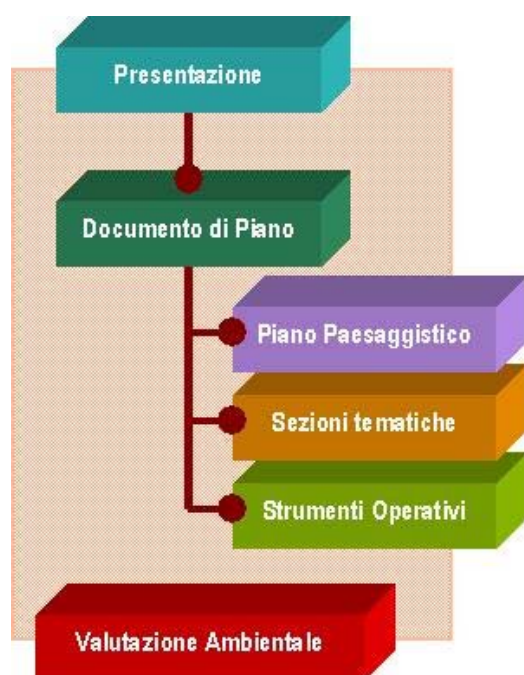 Presentazione
Documento di Piano
Piano Paesaggistico
Sezioni tematiche
Strumenti Operativi
Valutazione Ambientale